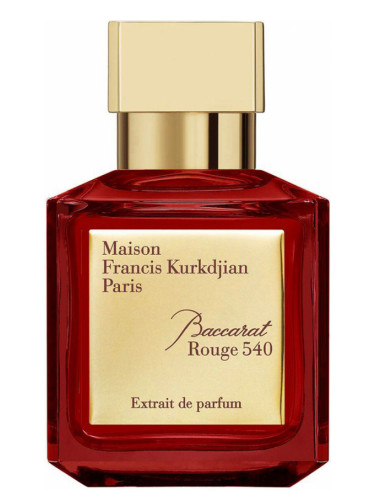 Maison
Francis Kurkdjian
Paris
Baccarat
Rouge 540
Extrait de parfum